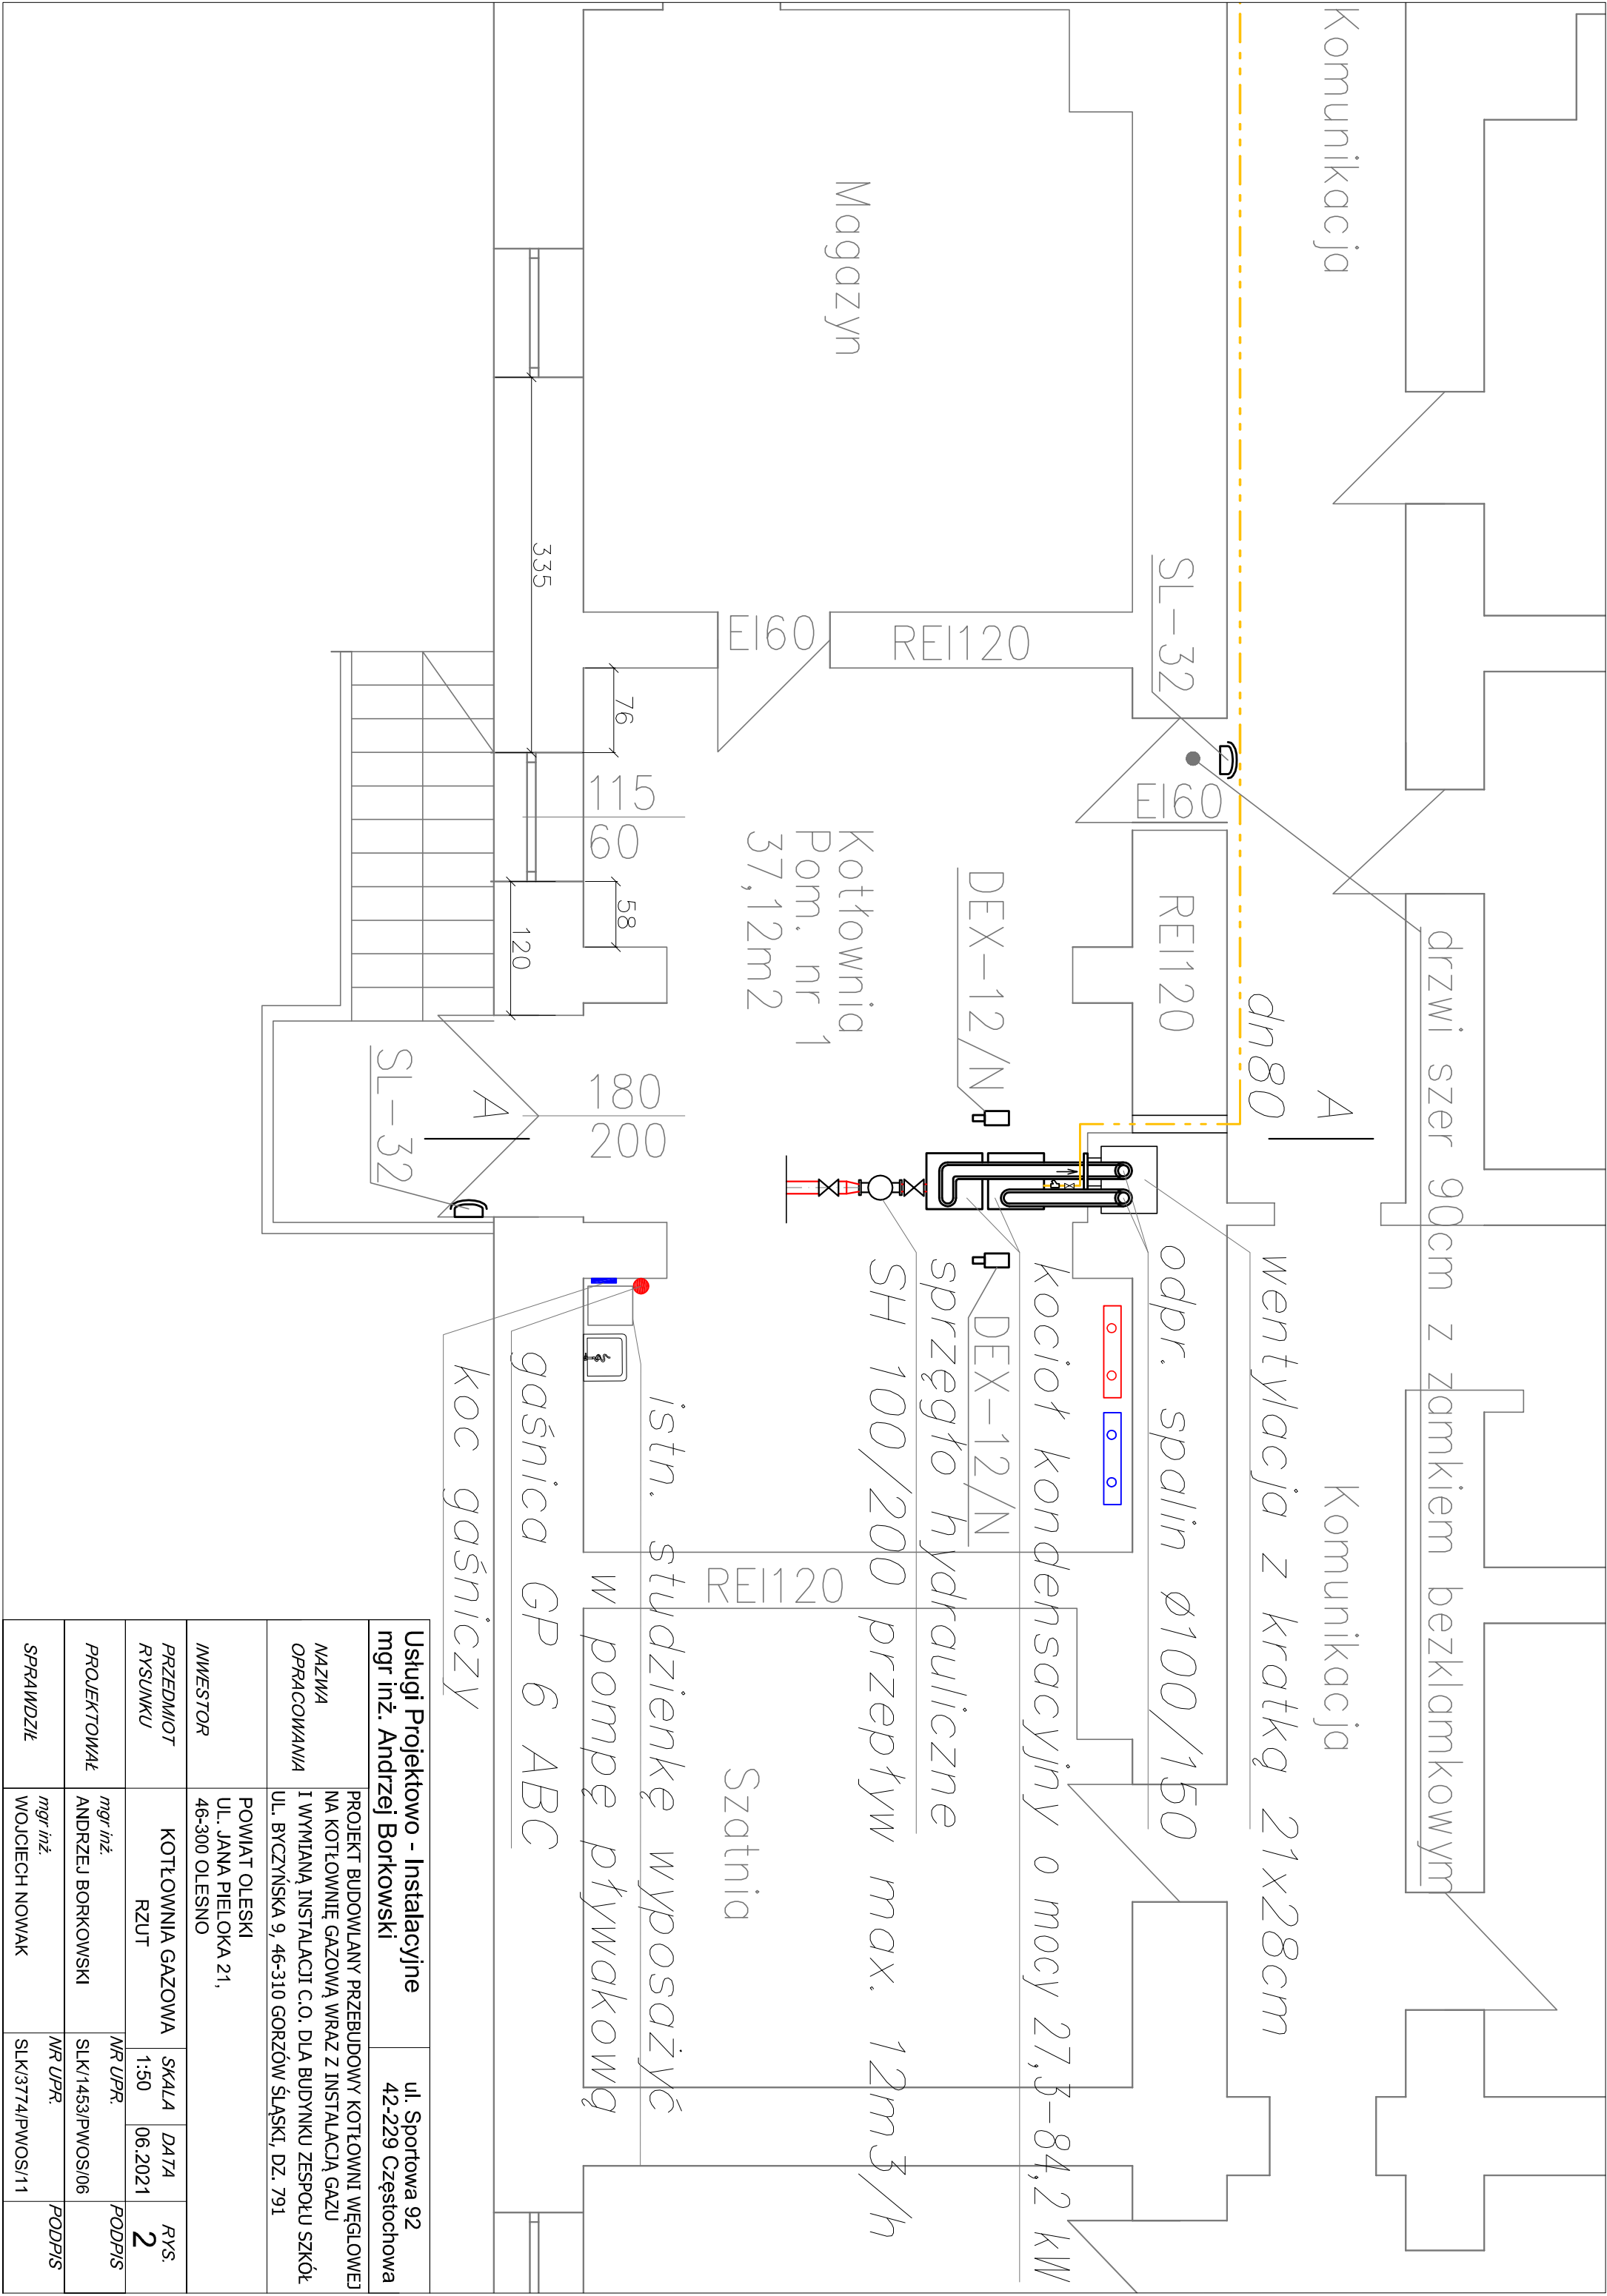 Komunikacja
drzwi szer 90cm z zamkiem bezklamkowym
Komunikacja
dn80
A
wentylacja z kratką 21x28cm
SL-32
EI60
REI120
odpr. spalin ø100/150
kocioł kondensacyjny o mocy 27,3-84,2 kW
Magazyn
EI60
REI120
DEX-12/N
DEX-12/N
sprzęgło hydrauliczne
SH 100/200 przepływ max. 12m3/h
Kotłownia
Pom. nr 1
37,12m2
REI120
Szatnia
335
76
115
60
58
120
180
200
istn. studzienkę wyposażyć
w pompę pływakową
gaśnica GP 6 ABC
koc gaśniczy
A
SL-32
Usługi Projektowo - Instalacyjne
mgr inż. Andrzej Borkowski
ul. Sportowa 92
42-229 Częstochowa
NAZWA
OPRACOWANIA
PROJEKT BUDOWLANY PRZEBUDOWY KOTŁOWNI WĘGLOWEJ
NA KOTŁOWNIĘ GAZOWĄ WRAZ Z INSTALACJĄ GAZU
I WYMIANĄ INSTALACJI C.O. DLA BUDYNKU ZESPOŁU SZKÓŁ
UL. BYCZYŃSKA 9, 46-310 GORZÓW ŚLĄSKI, DZ. 791
INWESTOR
POWIAT OLESKI
UL. JANA PIELOKA 21,
46-300 OLESNO
PRZEDMIOT
RYSUNKU
KOTŁOWNIA GAZOWA
RZUT
SKALA
1:50
DATA
06.2021
RYS.
2
PROJEKTOWAŁ
mgr inż.
ANDRZEJ BORKOWSKI
NR UPR.
SLK/1453/PWOS/06
PODPIS
SPRAWDZIŁ
mgr inż.
WOJCIECH NOWAK
NR UPR.
SLK/3774/PWOS/11
PODPIS